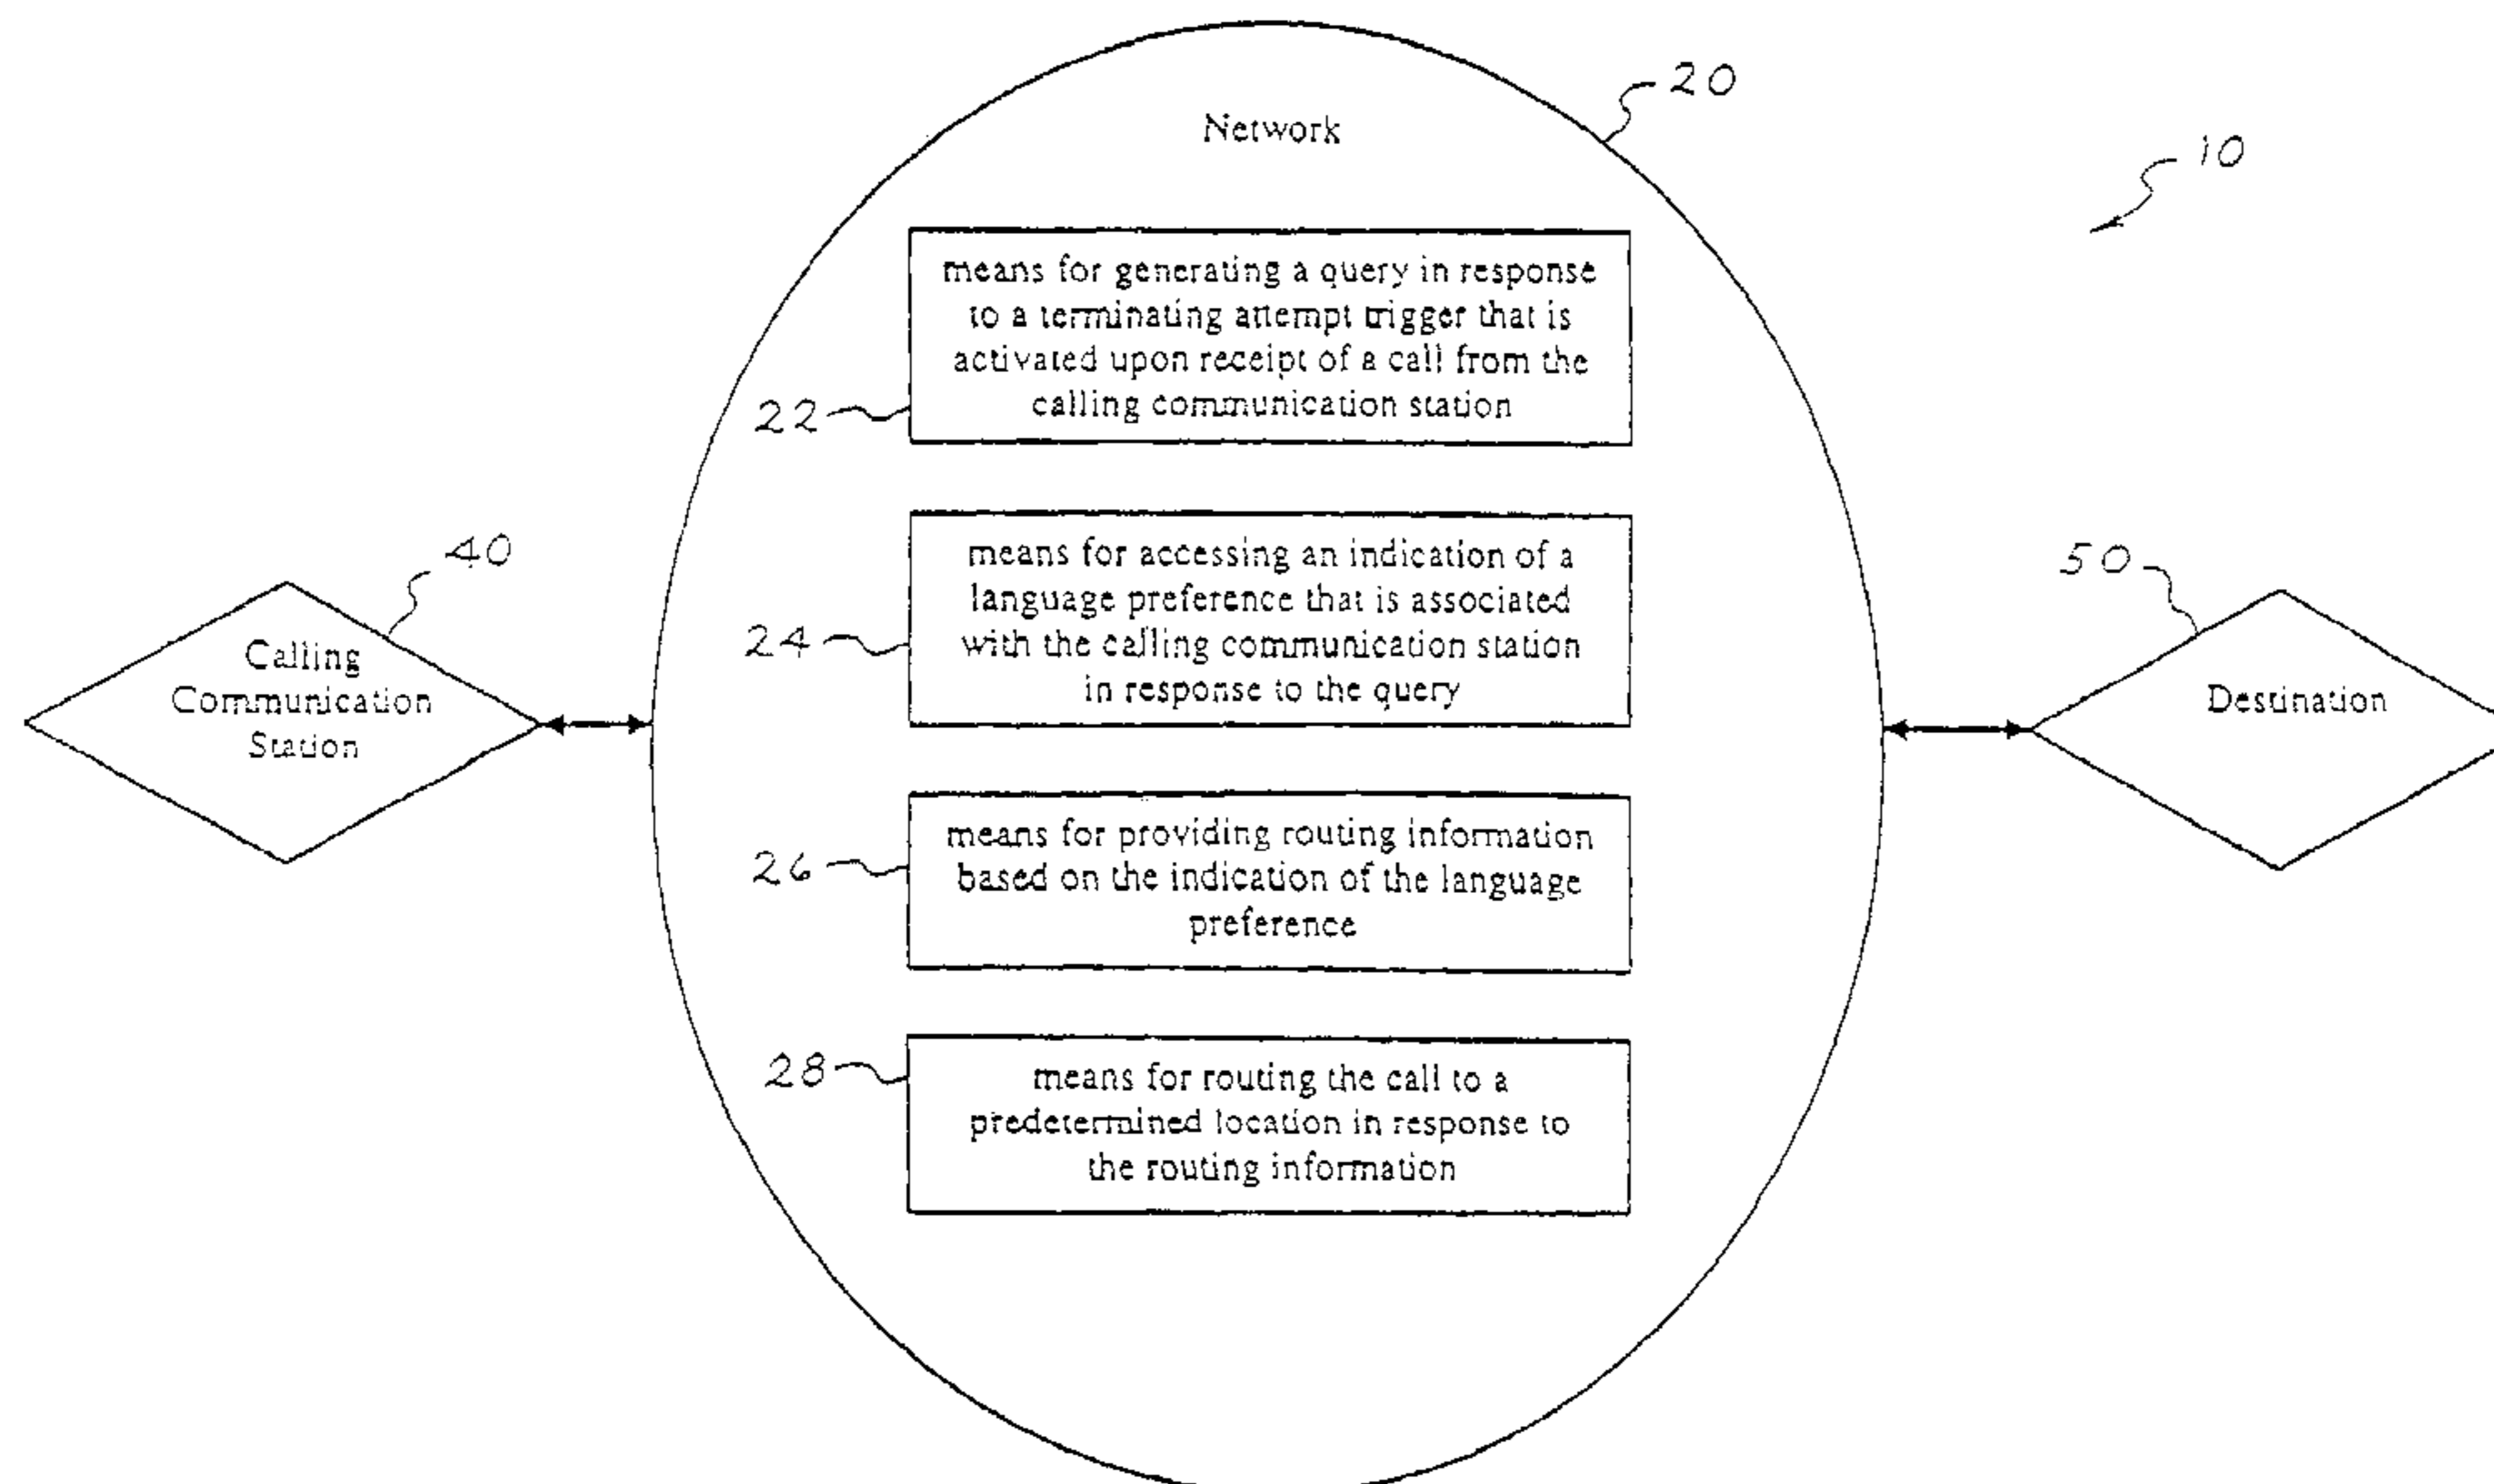 20
Network
10
means for generating a query in response
to a terminating attempt trigger that is
activated upon receipt of a call from the
calling communication station
22
40
Calling
Communication
Station
means for accessing an indication of a
language preference that is associated
with the calling communication station
in response to the query
24
50
Destination
means for providing routing information
based on the indication of the language
preference
26
28
means for routing the call to a
predetermined location in response to
the routing information